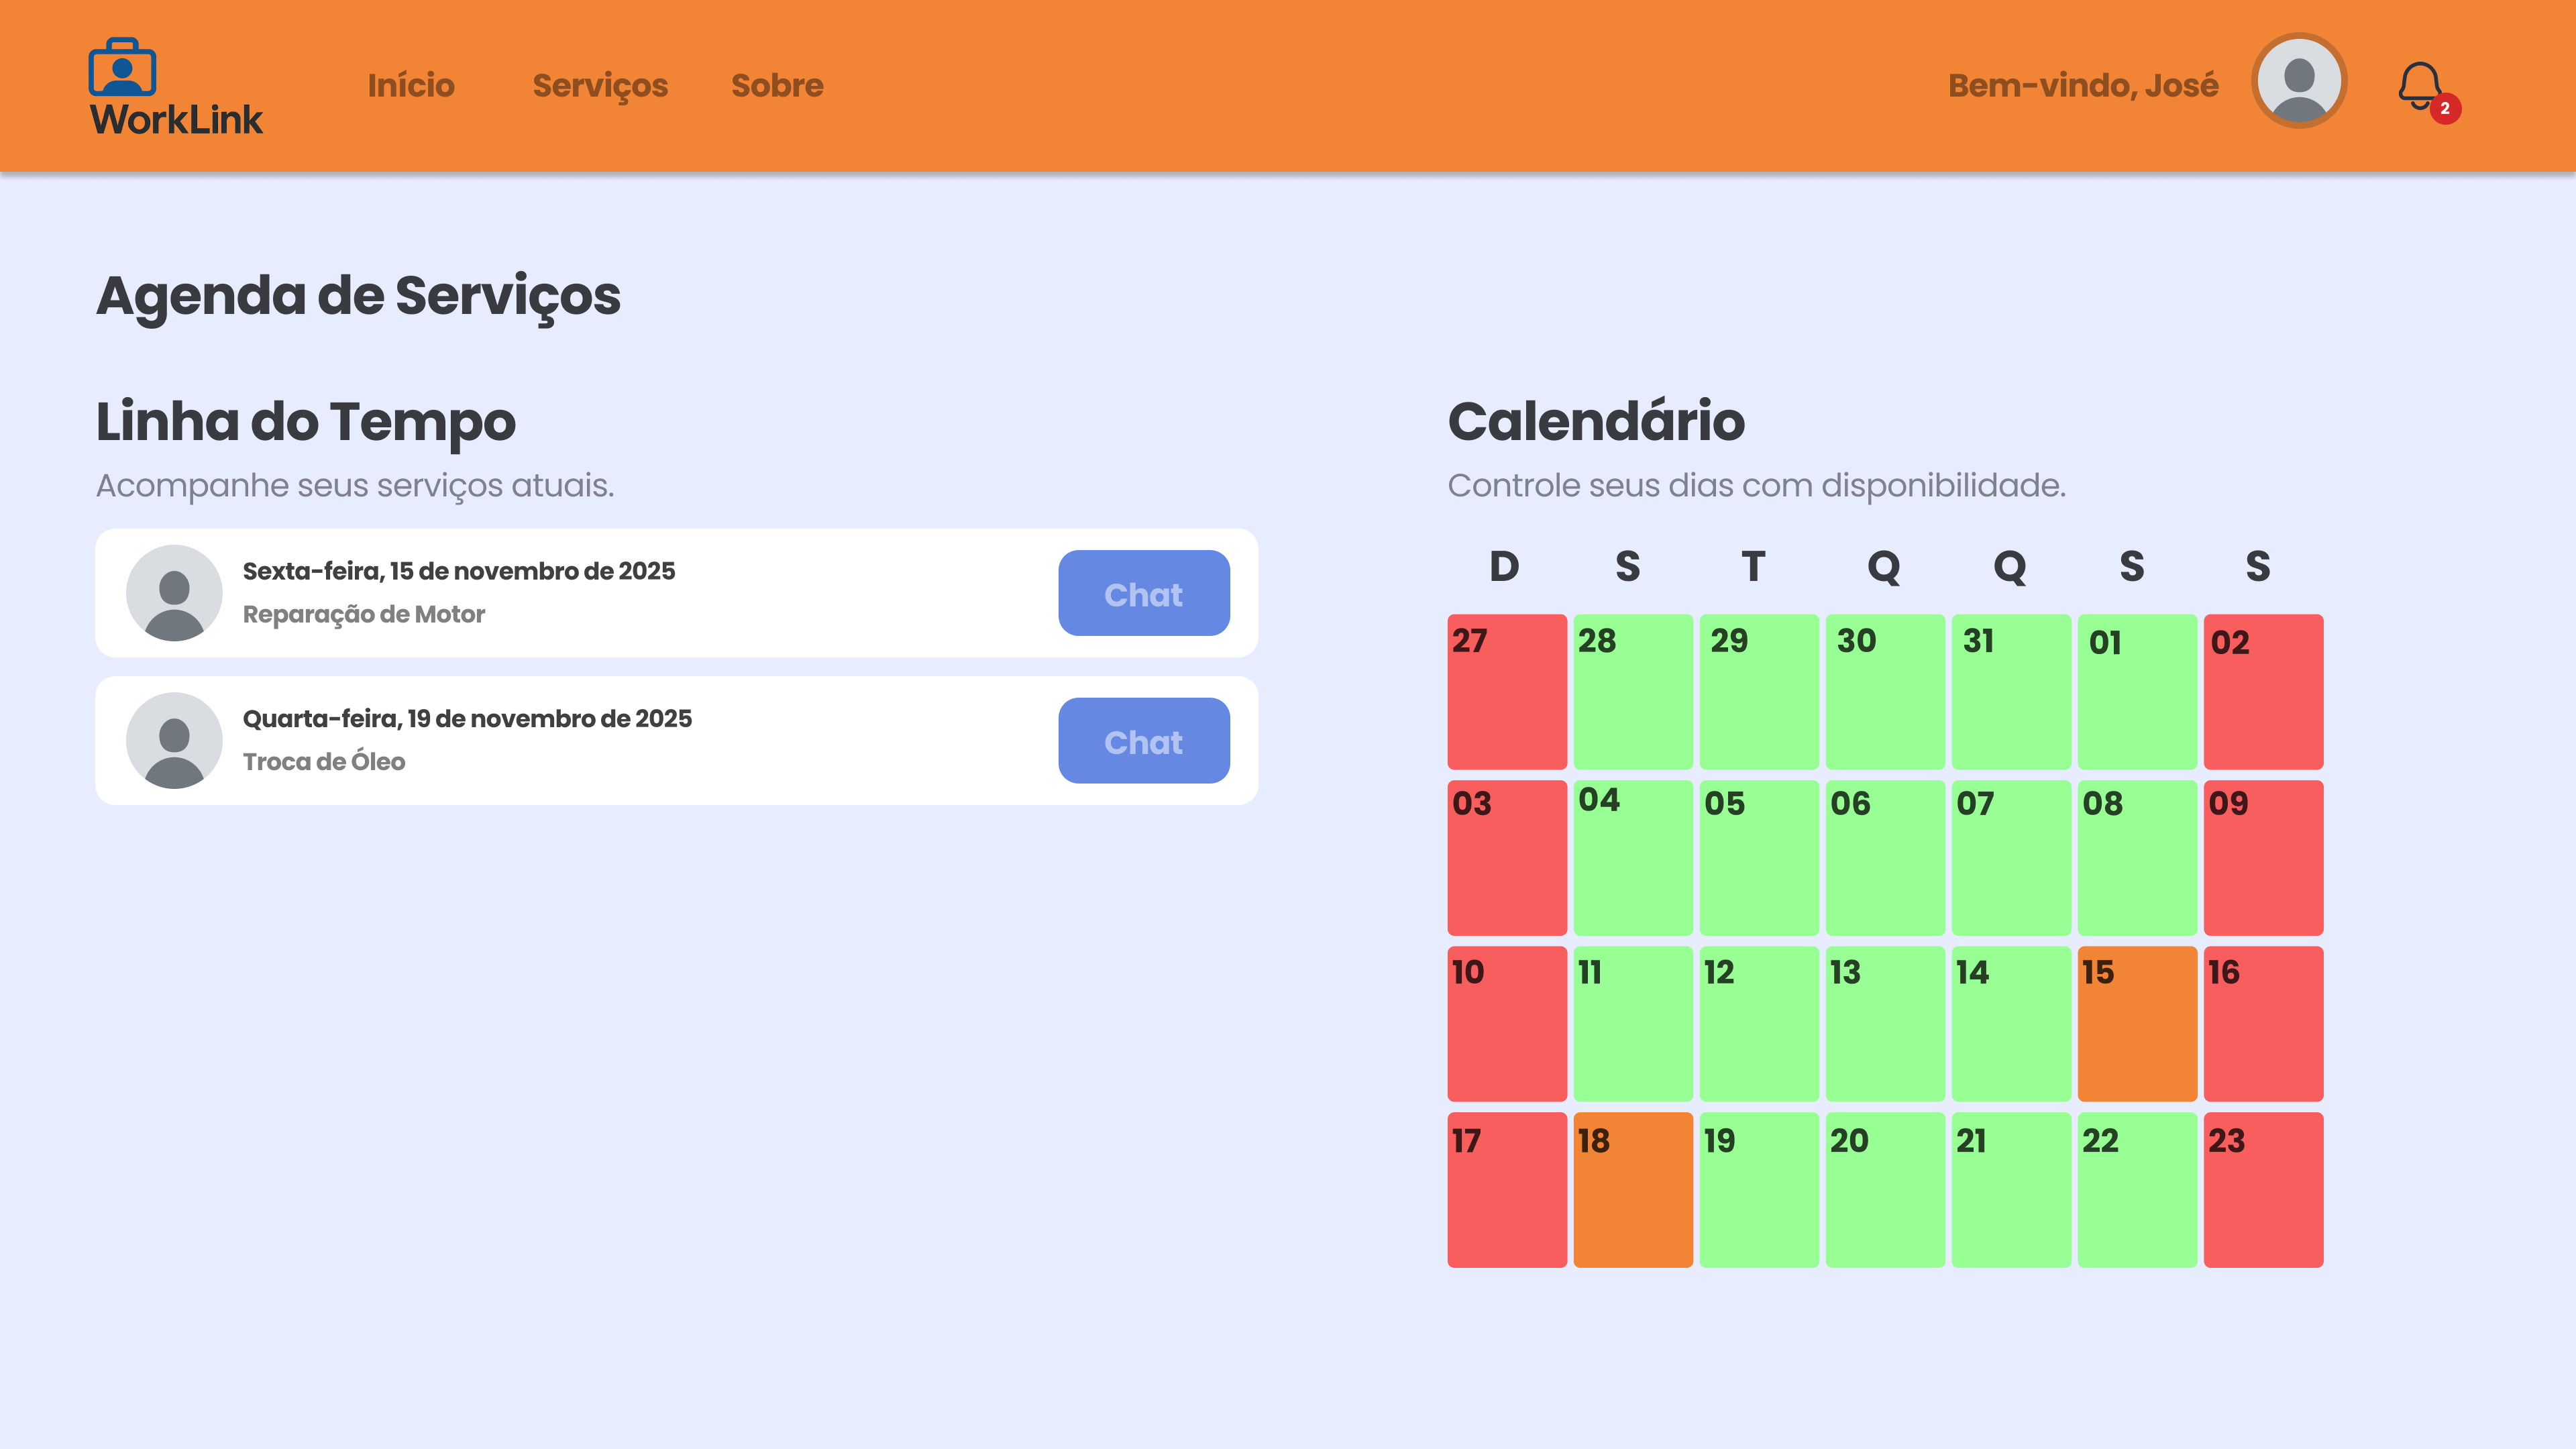 WorkLink
Início Serviços Sobre
Bem-vindo, José
2
Agenda de Serviços
Linha do Tempo
Acompanhe seus serviços atuais.
Sexta-feira, 15 de novembro de 2025
Reparação de Motor
Chat
Quarta-feira, 19 de novembro de 2025
Troca de Óleo
Chat
Calendário
Controle seus dias com disponibilidade.
D S T Q Q S S
27 28 29 30 31 01 02
03 04 05 06 07 08 09
10 11 12 13 14 15 16
17 18 19 20 21 22 23